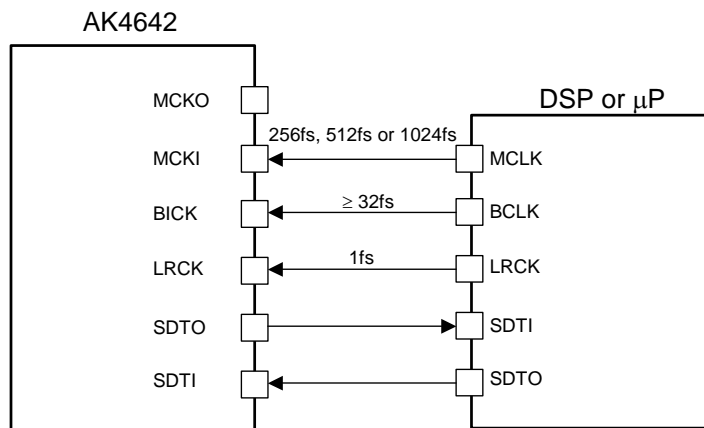 AK4642
DSP or μP
MCKO
256fs, 512fs or 1024fs
MCKI
MCLK
≥ 32fs
BICK
BCLK
1fs
LRCK
LRCK
SDTO
SDTI
SDTI
SDTO